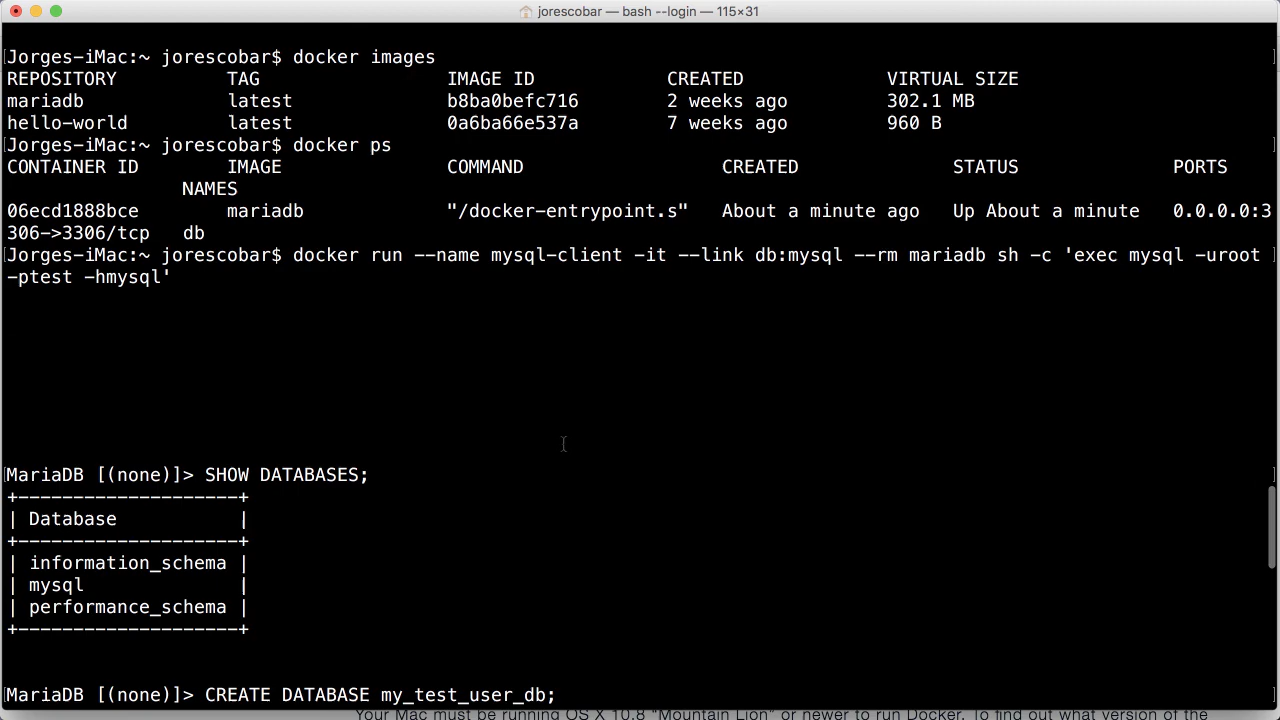 jorescobar — bash --login — 115×31
Jorges-iMac:~ jorescobar$ docker images
REPOSITORY          TAG                 IMAGE ID            CREATED             VIRTUAL SIZE
mariadb             latest              b8ba0befc716        2 weeks ago         302.1 MB
hello-world         latest              0a6ba66e537a        7 weeks ago         960 B
Jorges-iMac:~ jorescobar$ docker ps
CONTAINER ID        IMAGE               COMMAND                  CREATED              STATUS              PORTS
                NAMES
06ecd1888bce        mariadb             "/docker-entrypoint.s"   About a minute ago   Up About a minute   0.0.0.0:3
306->3306/tcp   db
Jorges-iMac:~ jorescobar$ docker run --name mysql-client -it --link db:mysql --rm mariadb sh -c 'exec mysql -uroot
-ptest -hmysql'
MariaDB [(none)]> SHOW DATABASES;
+--------------------+
| Database           |
+--------------------+
| information_schema |
| mysql              |
| performance_schema |
+--------------------+
MariaDB [(none)]> CREATE DATABASE my_test_user_db;
Your Mac must be running OS X 10.8 "Mountain Lion" or newer to run Docker. To find out what version of the